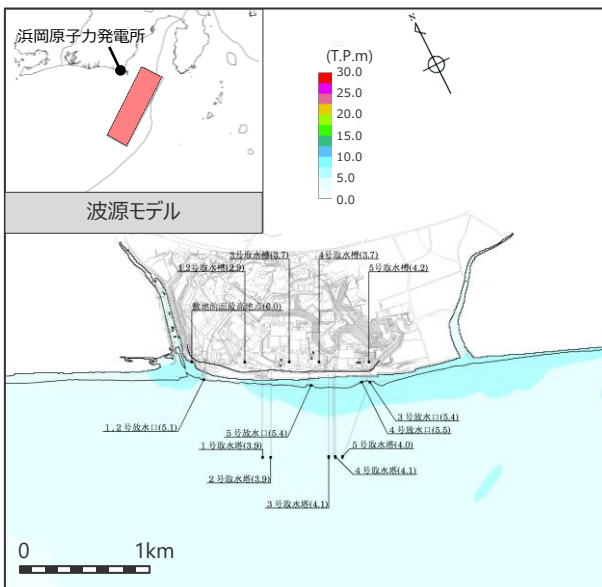 浜岡原子力発電所
波源モデル
(T.P.m)
30.0
25.0
20.0
15.0
10.0
5.0
0.0
N
3号取水槽(3.7)
4号取水槽(3.7)
1,2号取水槽(2.9)
5号取水槽(4.2)
敷地前面最高地点(6.0)
1,2号放水口(5.1)
5号放水口(5.4)
3号放水口(5.4)
4号放水口(5.5)
1号取水塔(3.9)
5号取水塔(4.0)
2号取水塔(3.9)
4号取水塔(4.1)
3号取水塔(4.1)
0 1km